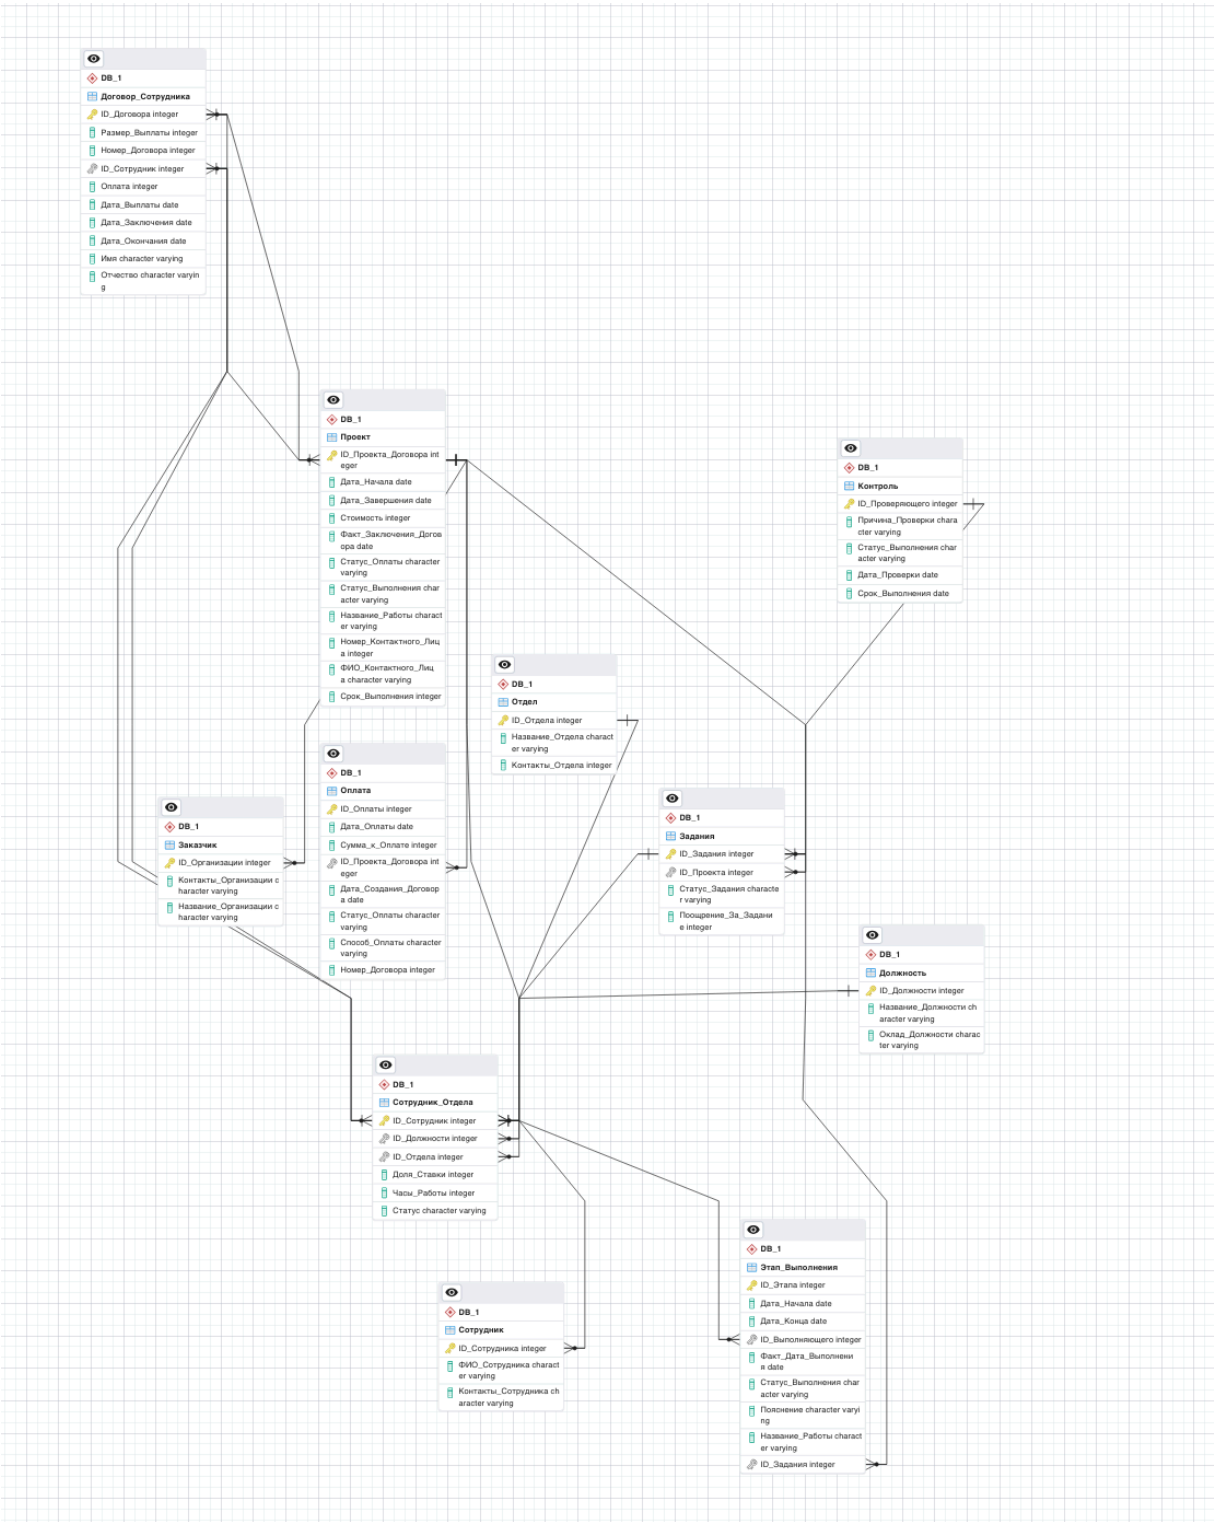 DB_1
Договор_Сотрудника
ID_Договора integer
Размер_Выплаты integer
Номер_Договора integer
ID_Сотрудник integer
Оплата integer
Дата_Выплаты date
Дата_Заключения date
Дата_Окончания date
Имя character varying
Отчество character varyin
g
DB_1
Проект
ID_Проекта_Договора int
eger
Дата_Начала date
Дата_Завершения date
Стоимость integer
Факт_Заключения_Догов
ора date
Статус_Оплаты character
varying
Статус_Выполнения char
acter varying
Название_Работы charact
er varying
Номер_Контактного_Лиц
а integer
ФИО_Контактного_Лиц
а character varying
Срок_Выполнения integer
DB_1
Контроль
ID_Проверяющего integer
Причина_Проверки chara
cter varying
Статус_Выполнения char
acter varying
Дата_Проверки date
Срок_Выполнения date
DB_1
Отдел
ID_Отдела integer
Название_Отдела charact
er varying
Контакты_Отдела integer
DB_1
Оплата
ID_Оплаты integer
Дата_Оплаты date
Сумма_к_Оплате integer
ID_Проекта_Договора int
eger
Дата_Создания_Договор
а date
Статус_Оплаты character
varying
Способ_Оплаты character
varying
Номер_Договора integer
DB_1
Заказчик
ID_Организации integer
Контакты_Организации c
haracter varying
Название_Организации c
haracter varying
DB_1
Задания
ID_Задания integer
ID_Проекта integer
Статус_Задания characte
r varying
Поощрение_За_Задани
е integer
DB_1
Должность
ID_Должности integer
Название_Должности ch
aracter varying
Оклад_Должности charac
ter varying
DB_1
Сотрудник_Отдела
ID_Сотрудник integer
ID_Должности integer
ID_Отдела integer
Доля_Ставки integer
Часы_Работы integer
Статус character varying
DB_1
Этап_Выполнения
ID_Этапа integer
Дата_Начала date
Дата_Конца date
ID_Выполняющего integer
Факт_Дата_Выполнени
я date
Статус_Выполнения char
acter varying
Пояснение character varyi
ng
Название_Работы charact
er varying
ID_Задания integer
DB_1
Сотрудник
ID_Сотрудника integer
ФИО_Сотрудника charact
er varying
Контакты_Сотрудника ch
aracter varying